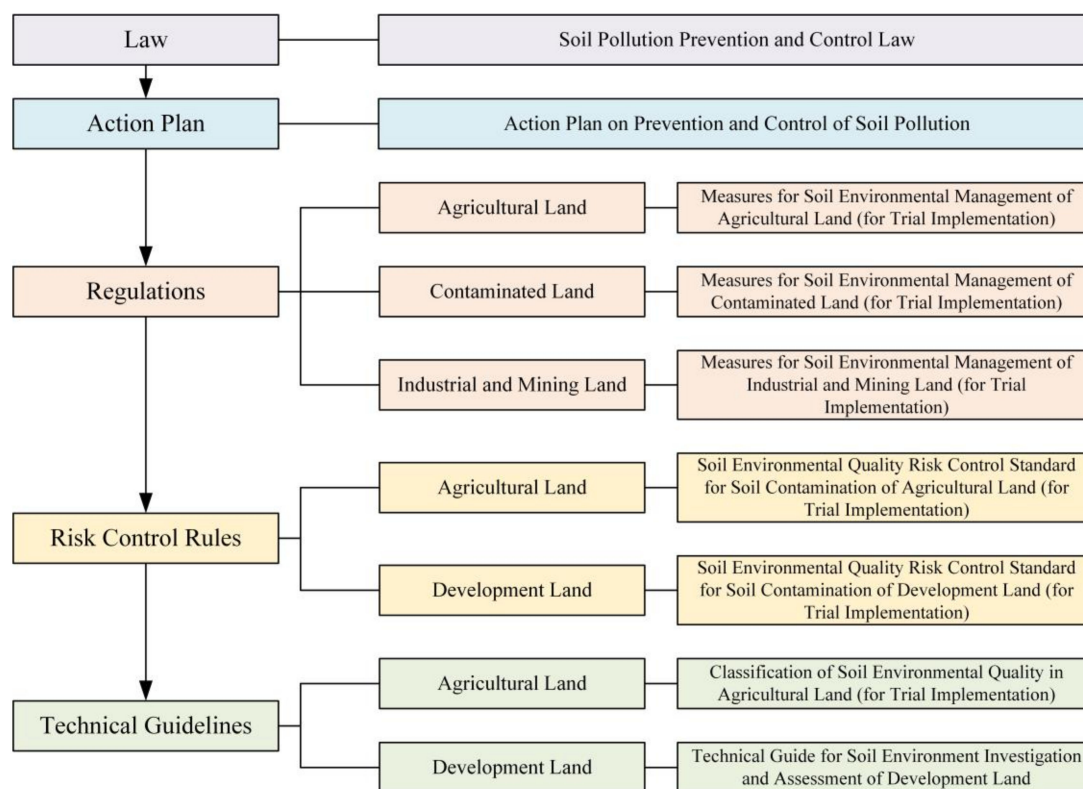 Law
Soil Pollution Prevention and Control Law
Action Plan
Action Plan on Prevention and Control of Soil Pollution
Regulations
Agricultural Land
Measures for Soil Environmental Management of
Agricultural Land (for Trial Implementation)
Contaminated Land
Measures for Soil Environmental Management of
Contaminated Land (for Trial Implementation)
Industrial and Mining Land
Measures for Soil Environmental Management of
Industrial and Mining Land (for Trial
Implementation)
Risk Control Rules
Agricultural Land
Soil Environmental Quality Risk Control Standard
for Soil Contamination of Agricultural Land (for
Trial Implementation)
Development Land
Soil Environmental Quality Risk Control Standard
for Soil Contamination of Development Land (for
Trial Implementation)
Technical Guidelines
Agricultural Land
Classification of Soil Environmental Quality in
Agricultural Land (for Trial Implementation)
Development Land
Technical Guide for Soil Environment Investigation
and Assessment of Development Land